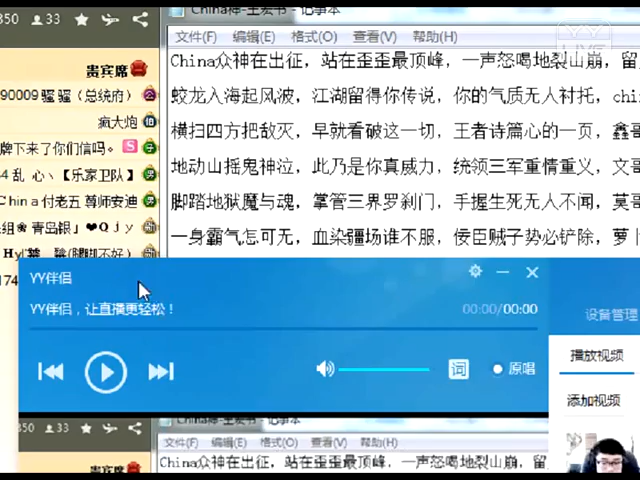 350 33
China神-王宏书 - 记事本
文件(F) 编辑(E) 格式(O) 查看(V) 帮助(H)
YY LIVE
贵宾席
90009骚骚（总统府）
疯大炮
牌下来了你们信吗。
4 乱 心丶【乐家卫队】
China 付老五 尊师安迪
组❀青岛银」❤Qjy
China众神在出征，站在歪歪最顶峰，一声怒喝地裂山崩，留
蛟龙入海起风波，江湖留得你传说，你的气质无人衬托，chi
横扫四方把敌灭，早就看破这一切，王者诗篇心的一页，鑫哥
地动山摇鬼神泣，此乃是你真威力，统领三军重情重义，文哥
脚踏地狱魔与魂，掌管三界罗刹门，手握生死无人不闻，莫哥
一身霸气怎可无，血染疆场谁不服，佞臣贼子势必铲除，萝卜
174
YY伴侣
YY伴侣，让直播更轻松！
00:00/00:00
词
原唱
设备管理
播放视频
添加视频
350 33
文件(F) 编辑(E) 格式(O) 查看(V) 帮助(H)
贵宾席
China众神在出征，站在歪歪最顶峰，一声怒喝地裂山崩，留